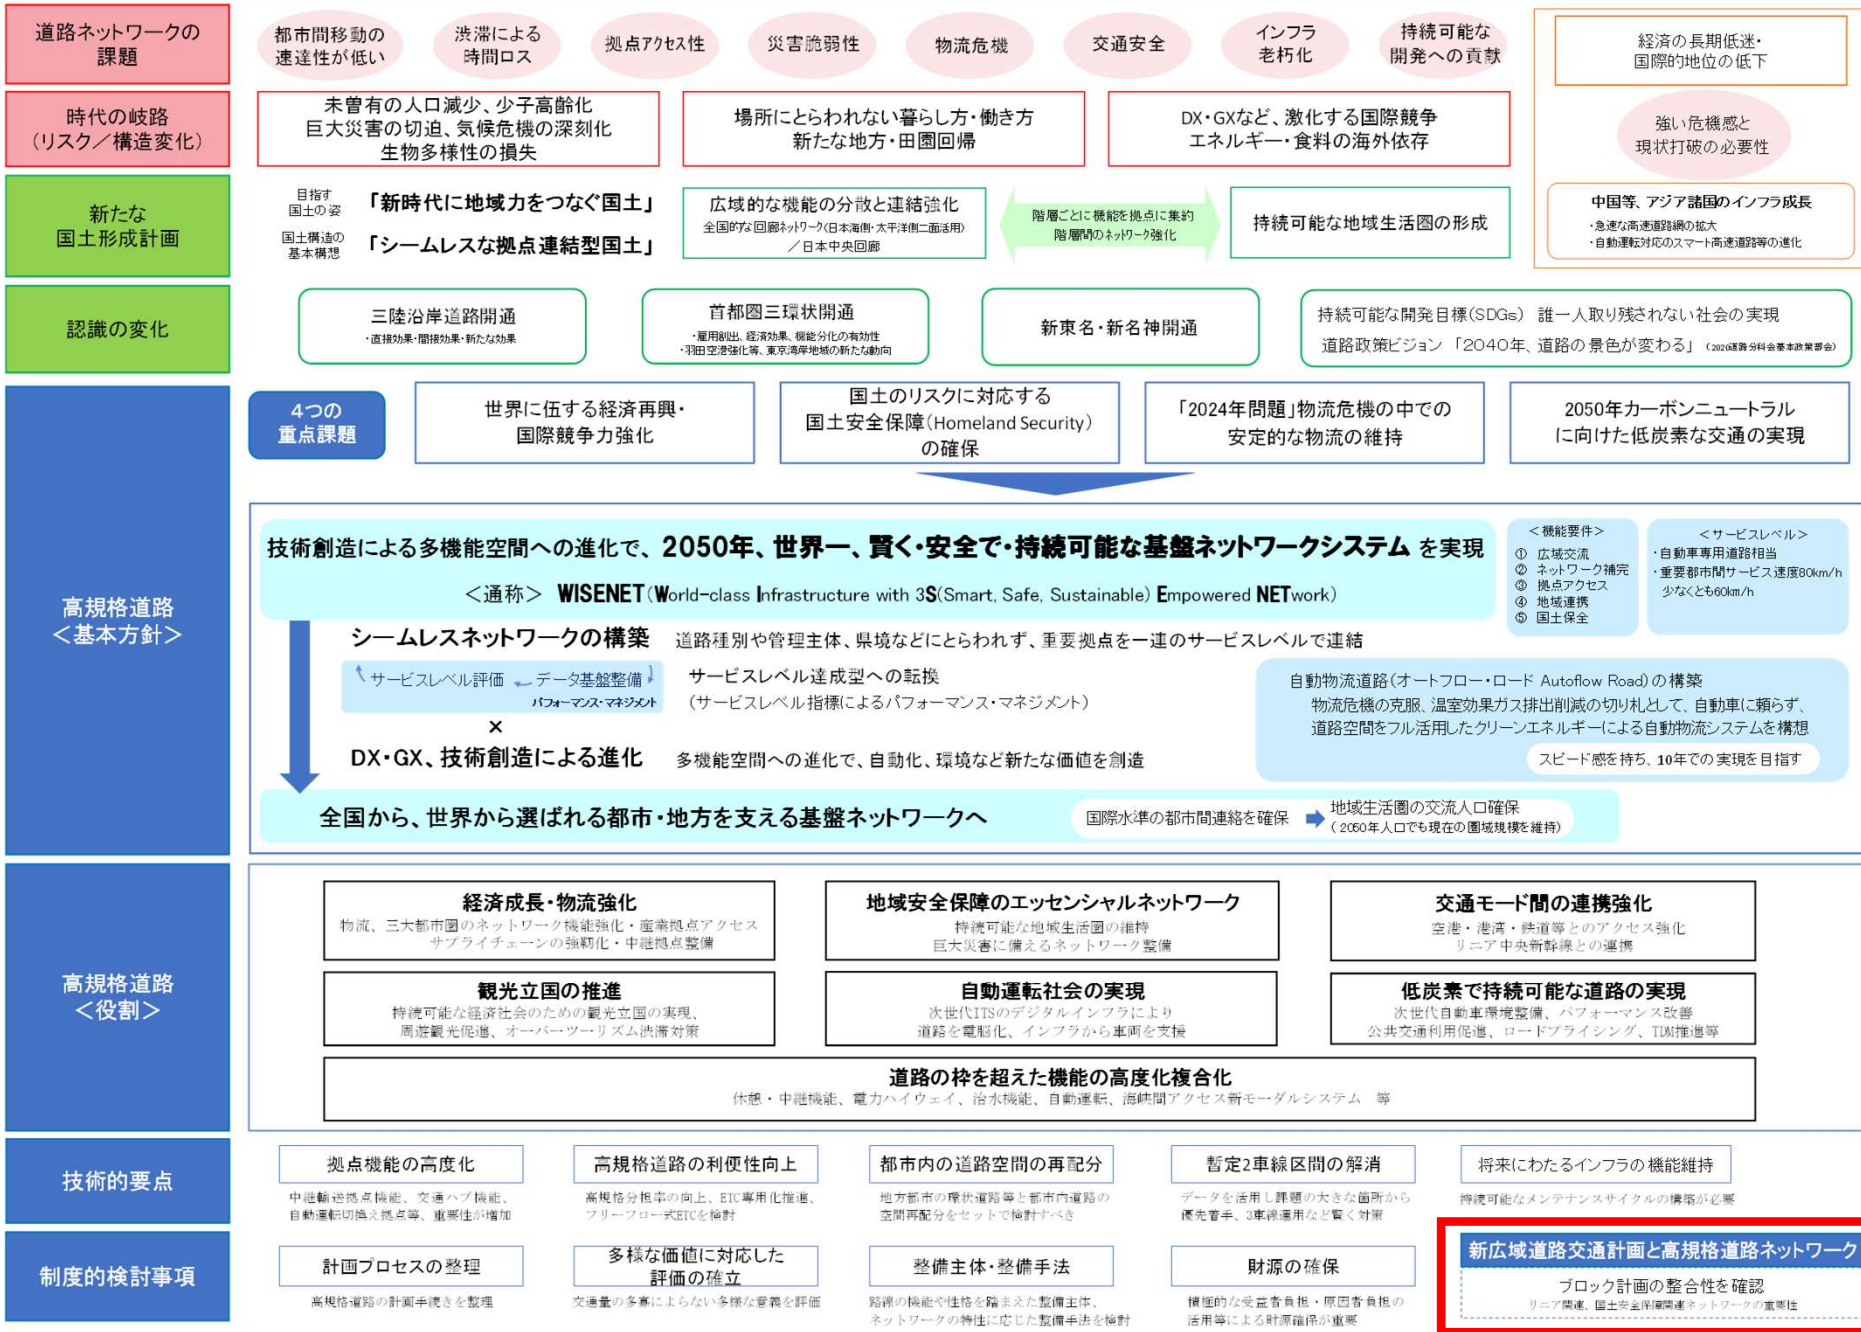 道路ネットワークの
課題
都市間移動の
速達性が低い
渋滞による
時間ロス
拠点アクセス性
災害脆弱性
物流危機
交通安全
インフラ
老朽化
持続可能な
開発への貢献
経済の長期低迷・
国際的地位の低下
時代の岐路
(リスク／構造変化)
未曽有の人口減少、少子高齢化
巨大災害の切迫、気候危機の深刻化
生物多様性の損失
場所にとらわれない暮らし方・働き方
新たな地方・田園回帰
DX・GXなど、激化する国際競争
エネルギー・食料の海外依存
強い危機感と
現状打破の必要性
新たな
国土形成計画
目指す
国土の姿
「新時代に地域力をつなぐ国土」
国土構造の
基本構想
「シームレスな拠点連結型国土」
広域的な機能の分散と連結強化
全国的な回廊ネットワーク(日本海側・太平洋側二面活用)
／日本中央回廊
階層ごとに機能を拠点に集約
階層間のネットワーク強化
持続可能な地域生活圏の形成
中国等、アジア諸国のインフラ成長
・急速な高速道路網の拡大
・自動運転対応のスマート高速道路等の進化
認識の変化
三陸沿岸道路開通
・直接効果・間接効果・新たな効果
首都圏三環状開通
・雇用創出、経済効果、機能分化の有効性
・羽田空港強化等、東京湾岸地域の新たな動向
新東名・新名神開通
持続可能な開発目標(SDGs)　誰一人取り残されない社会の実現
道路政策ビジョン　「2040年、道路の景色が変わる」（2020道路分科会基本政策部会）
高規格道路
＜基本方針＞
4つの
重点課題
世界に伍する経済再興・
国際競争力強化
国土のリスクに対応する
国土安全保障(Homeland Security)
の確保
「2024年問題」物流危機の中での
安定的な物流の維持
2050年カーボンニュートラル
に向けた低炭素な交通の実現
技術創造による多機能空間への進化で、2050年、世界一、賢く・安全で・持続可能な基盤ネットワークシステム を実現
＜通称＞ WISENET(World-class Infrastructure with 3S(Smart, Safe, Sustainable) Empowered NETwork)
＜機能要件＞
① 広域交流
② ネットワーク補完
③ 拠点アクセス
④ 地域連携
⑤ 国土保全
＜サービスレベル＞
・自動車専用道路相当
・重要都市間サービス速度80km/h
少なくとも60km/h
シームレスネットワークの構築　道路種別や管理主体、県境などにとらわれず、重要拠点を一連のサービスレベルで連結
サービスレベル評価　データ基盤整備
パフォーマンス・マネジメント
サービスレベル達成型への転換
(サービスレベル指標によるパフォーマンス・マネジメント)
×
DX・GX、技術創造による進化　多機能空間への進化で、自動化、環境など新たな価値を創造
自動物流道路(オートフロー・ロード Autoflow Road)の構築
物流危機の克服、温室効果ガス排出削減の切り札として、自動車に頼らず、
道路空間をフル活用したクリーンエネルギーによる自動物流システムを構想
スピード感を持ち、10年での実現を目指す
全国から、世界から選ばれる都市・地方を支える基盤ネットワークへ
国際水準の都市間連絡を確保
地域生活圏の交流人口確保
(2050年人口でも現在の圏域規模を維持)
高規格道路
＜役割＞
経済成長・物流強化
物流、三大都市圏のネットワーク機能強化・産業拠点アクセス
サプライチェーンの強靭化・中継拠点整備
地域安全保障のエッセンシャルネットワーク
持続可能な地域生活圏の維持
巨大災害に備えるネットワーク整備
交通モード間の連携強化
空港・港湾・鉄道等とのアクセス強化
リニア中央新幹線との連携
観光立国の推進
持続可能な経済社会のための観光立国の実現、
周遊観光促進、オーバーツーリズム渋滞対策
自動運転社会の実現
次世代ITSのデジタルインフラにより
道路を電脳化、インフラから車両を支援
低炭素で持続可能な道路の実現
次世代自動車環境整備、パフォーマンス改善
公共交通利用促進、ロードプライシング、TDM推進等
道路の枠を超えた機能の高度化複合化
休憩・中継機能、電力ハイウェイ、治水機能、自動運転、海峡間アクセス新モーダルシステム　等
技術的要点
拠点機能の高度化
中継輸送拠点機能、交通ハブ機能、
自動運転切換え拠点等、重要性が増加
高規格道路の利便性向上
高規格分担率の向上、ETC専用化推進、
フリーフロー式ETCを検討
都市内の道路空間の再配分
地方都市の環状道路等と都市内道路の
空間再配分をセットで検討すべき
暫定2車線区間の解消
データを活用し課題の大きな箇所から
優先着手、3車線運用など賢く対策
将来にわたるインフラの機能維持
持続可能なメンテナンスサイクルの構築が必要
制度的検討事項
計画プロセスの整理
高規格道路の計画手続きを整理
多様な価値に対応した
評価の確立
交通量の多寡によらない多様な意義を評価
整備主体・整備手法
路線の機能や性格を踏まえた整備主体、
ネットワークの特性に応じた整備手法を検討
財源の確保
積極的な受益者負担・原因者負担の
活用等による財源確保が重要
新広域道路交通計画と高規格道路ネットワーク
ブロック計画の整合性を確認
リニア関連、国土安全保障関連ネットワークの重要性